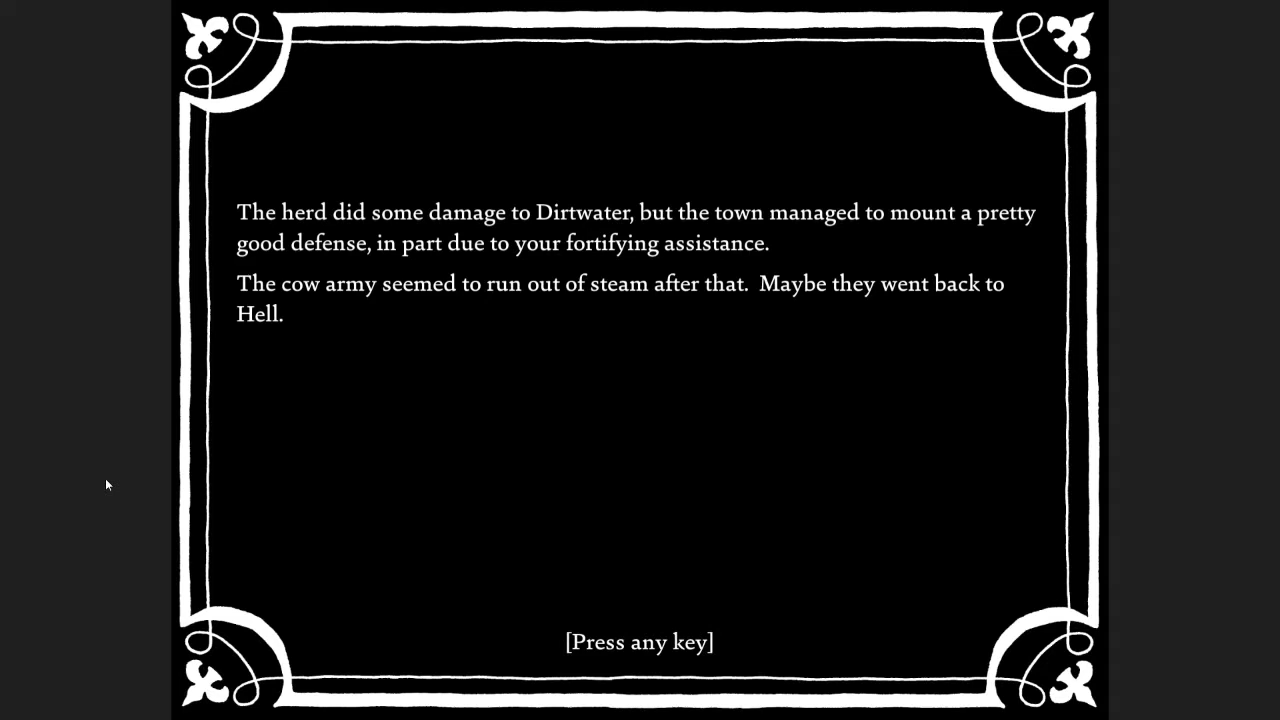 The herd did some damage to Dirtwater, but the town managed to mount a pretty
good defense, in part due to your fortifying assistance.
The cow army seemed to run out of steam after that.  Maybe they went back to
Hell.
[Press any key]